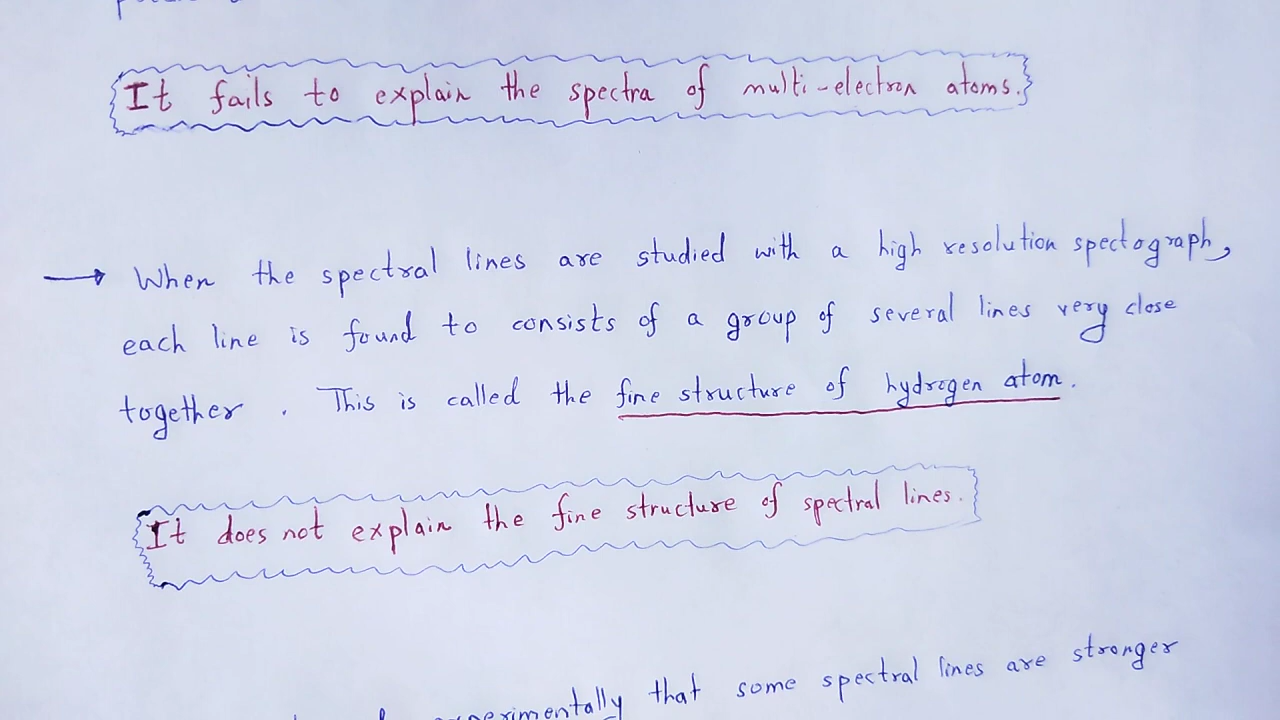 It fails to explain the spectra of multi-electron atoms.
→ When the spectral lines are studied with a high resolution spectograph,
each line is found to consists of a group of several lines very close
together. This is called the fine structure of hydrogen atom.
It does not explain the fine structure of spectral lines.
that some spectral lines are stronger